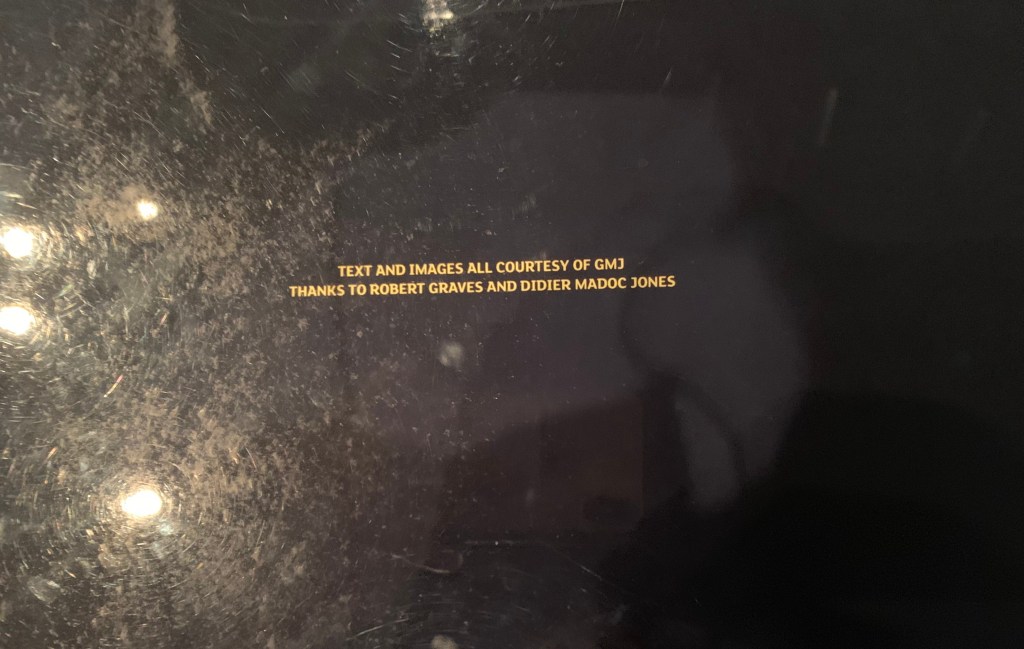 TEXT AND IMAGES ALL COURTESY OF GMJ
THANKS TO ROBERT GRAVES AND DIDIER MADOC JONES